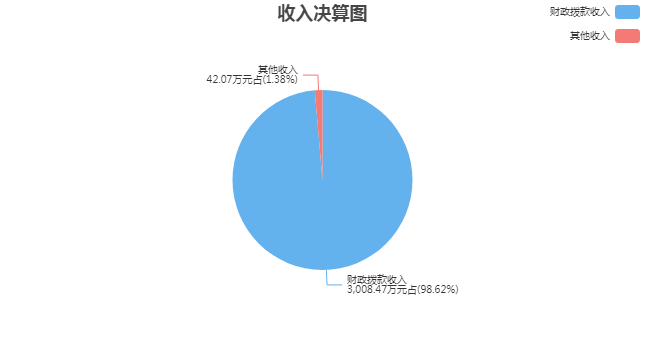 收入决算图
财政拨款收入
其他收入
其他收入
42.07万元占(1.38%)
财政拨款收入
3,008.47万元占(98.62%)